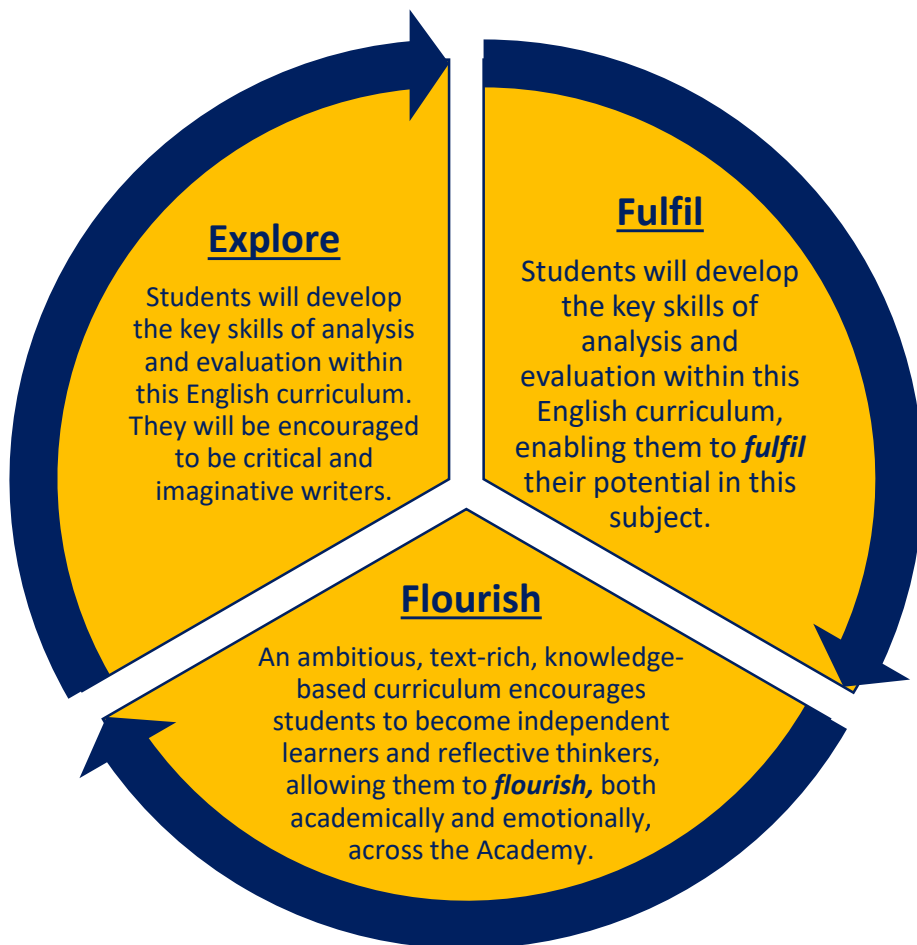 Explore
Students will develop
the key skills of analysis
and evaluation within
this English curriculum.
They will be encouraged
to be critical and
imaginative writers.
Fulfil
Students will develop
the key skills of
analysis and
evaluation within this
English curriculum,
enabling them to fulfil
their potential in this
subject.
Flourish
An ambitious, text-rich, knowledge-
based curriculum encourages
students to become independent
learners and reflective thinkers,
allowing them to flourish, both
academically and emotionally,
across the Academy.